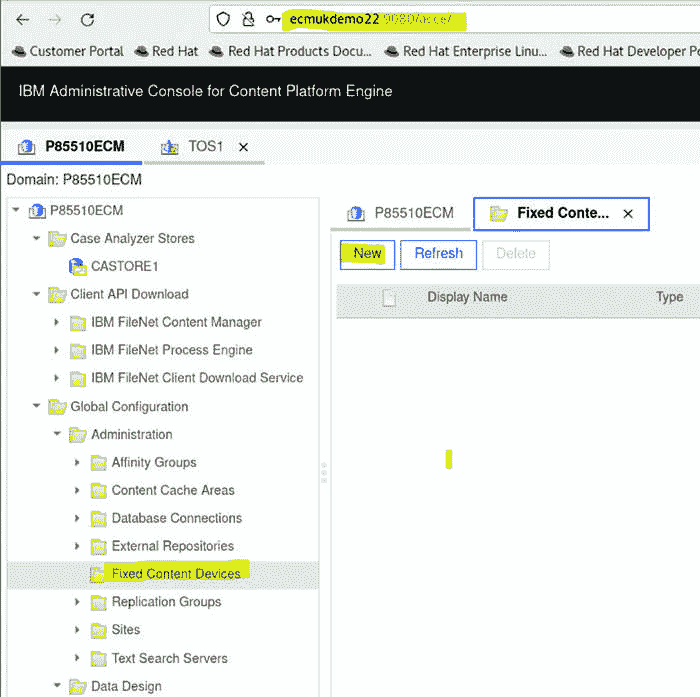 ecmukdemo22:9080/acce/
Customer Portal Red Hat Red Hat Products Docu... Red Hat Enterprise Linu... Red Hat Developer Po
IBM Administrative Console for Content Platform Engine
P85510ECM TOS1
Domain: P85510ECM
P85510ECM
Case Analyzer Stores
CASTORE1
Client API Download
IBM FileNet Content Manager
IBM FileNet Process Engine
IBM FileNet Client Download Service
Global Configuration
Administration
Affinity Groups
Content Cache Areas
Database Connections
External Repositories
Fixed Content Devices
Replication Groups
Sites
Text Search Servers
Data Design
P85510ECM Fixed Conte...
New Refresh Delete
Display Name Type